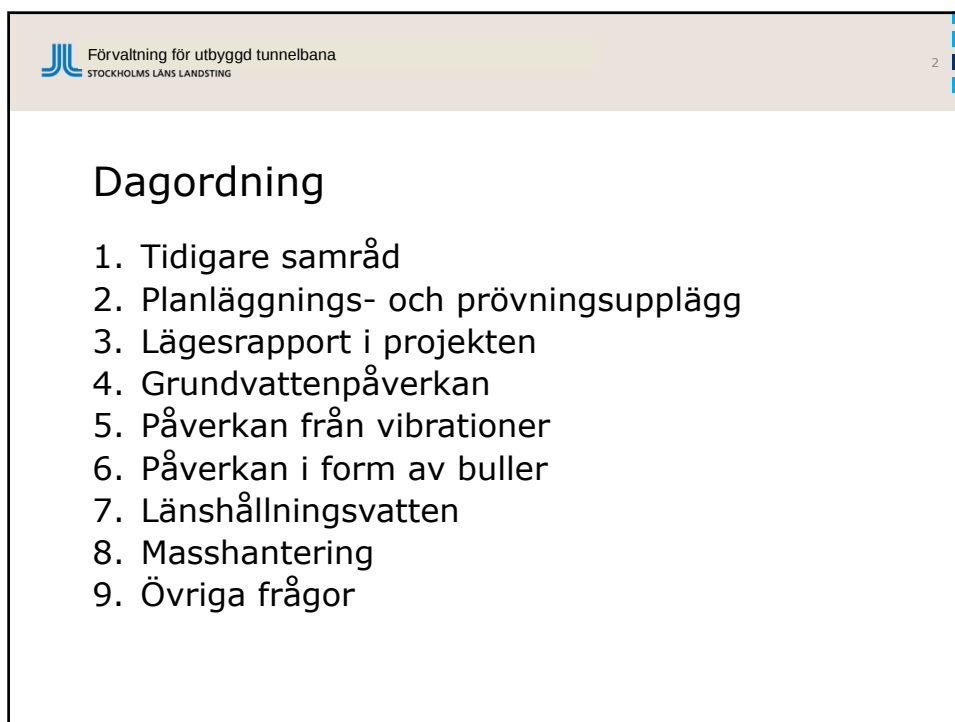 Förvaltning för utbyggd tunnelbana
STOCKHOLMS LÄNS LANDSTING
2
Dagordning
1. Tidigare samråd
2. Planläggnings- och prövningsupplägg
3. Lägesrapport i projekten
4. Grundvattenpåverkan
5. Påverkan från vibrationer
6. Påverkan i form av buller
7. Länshållningsvatten
8. Masshantering
9. Övriga frågor